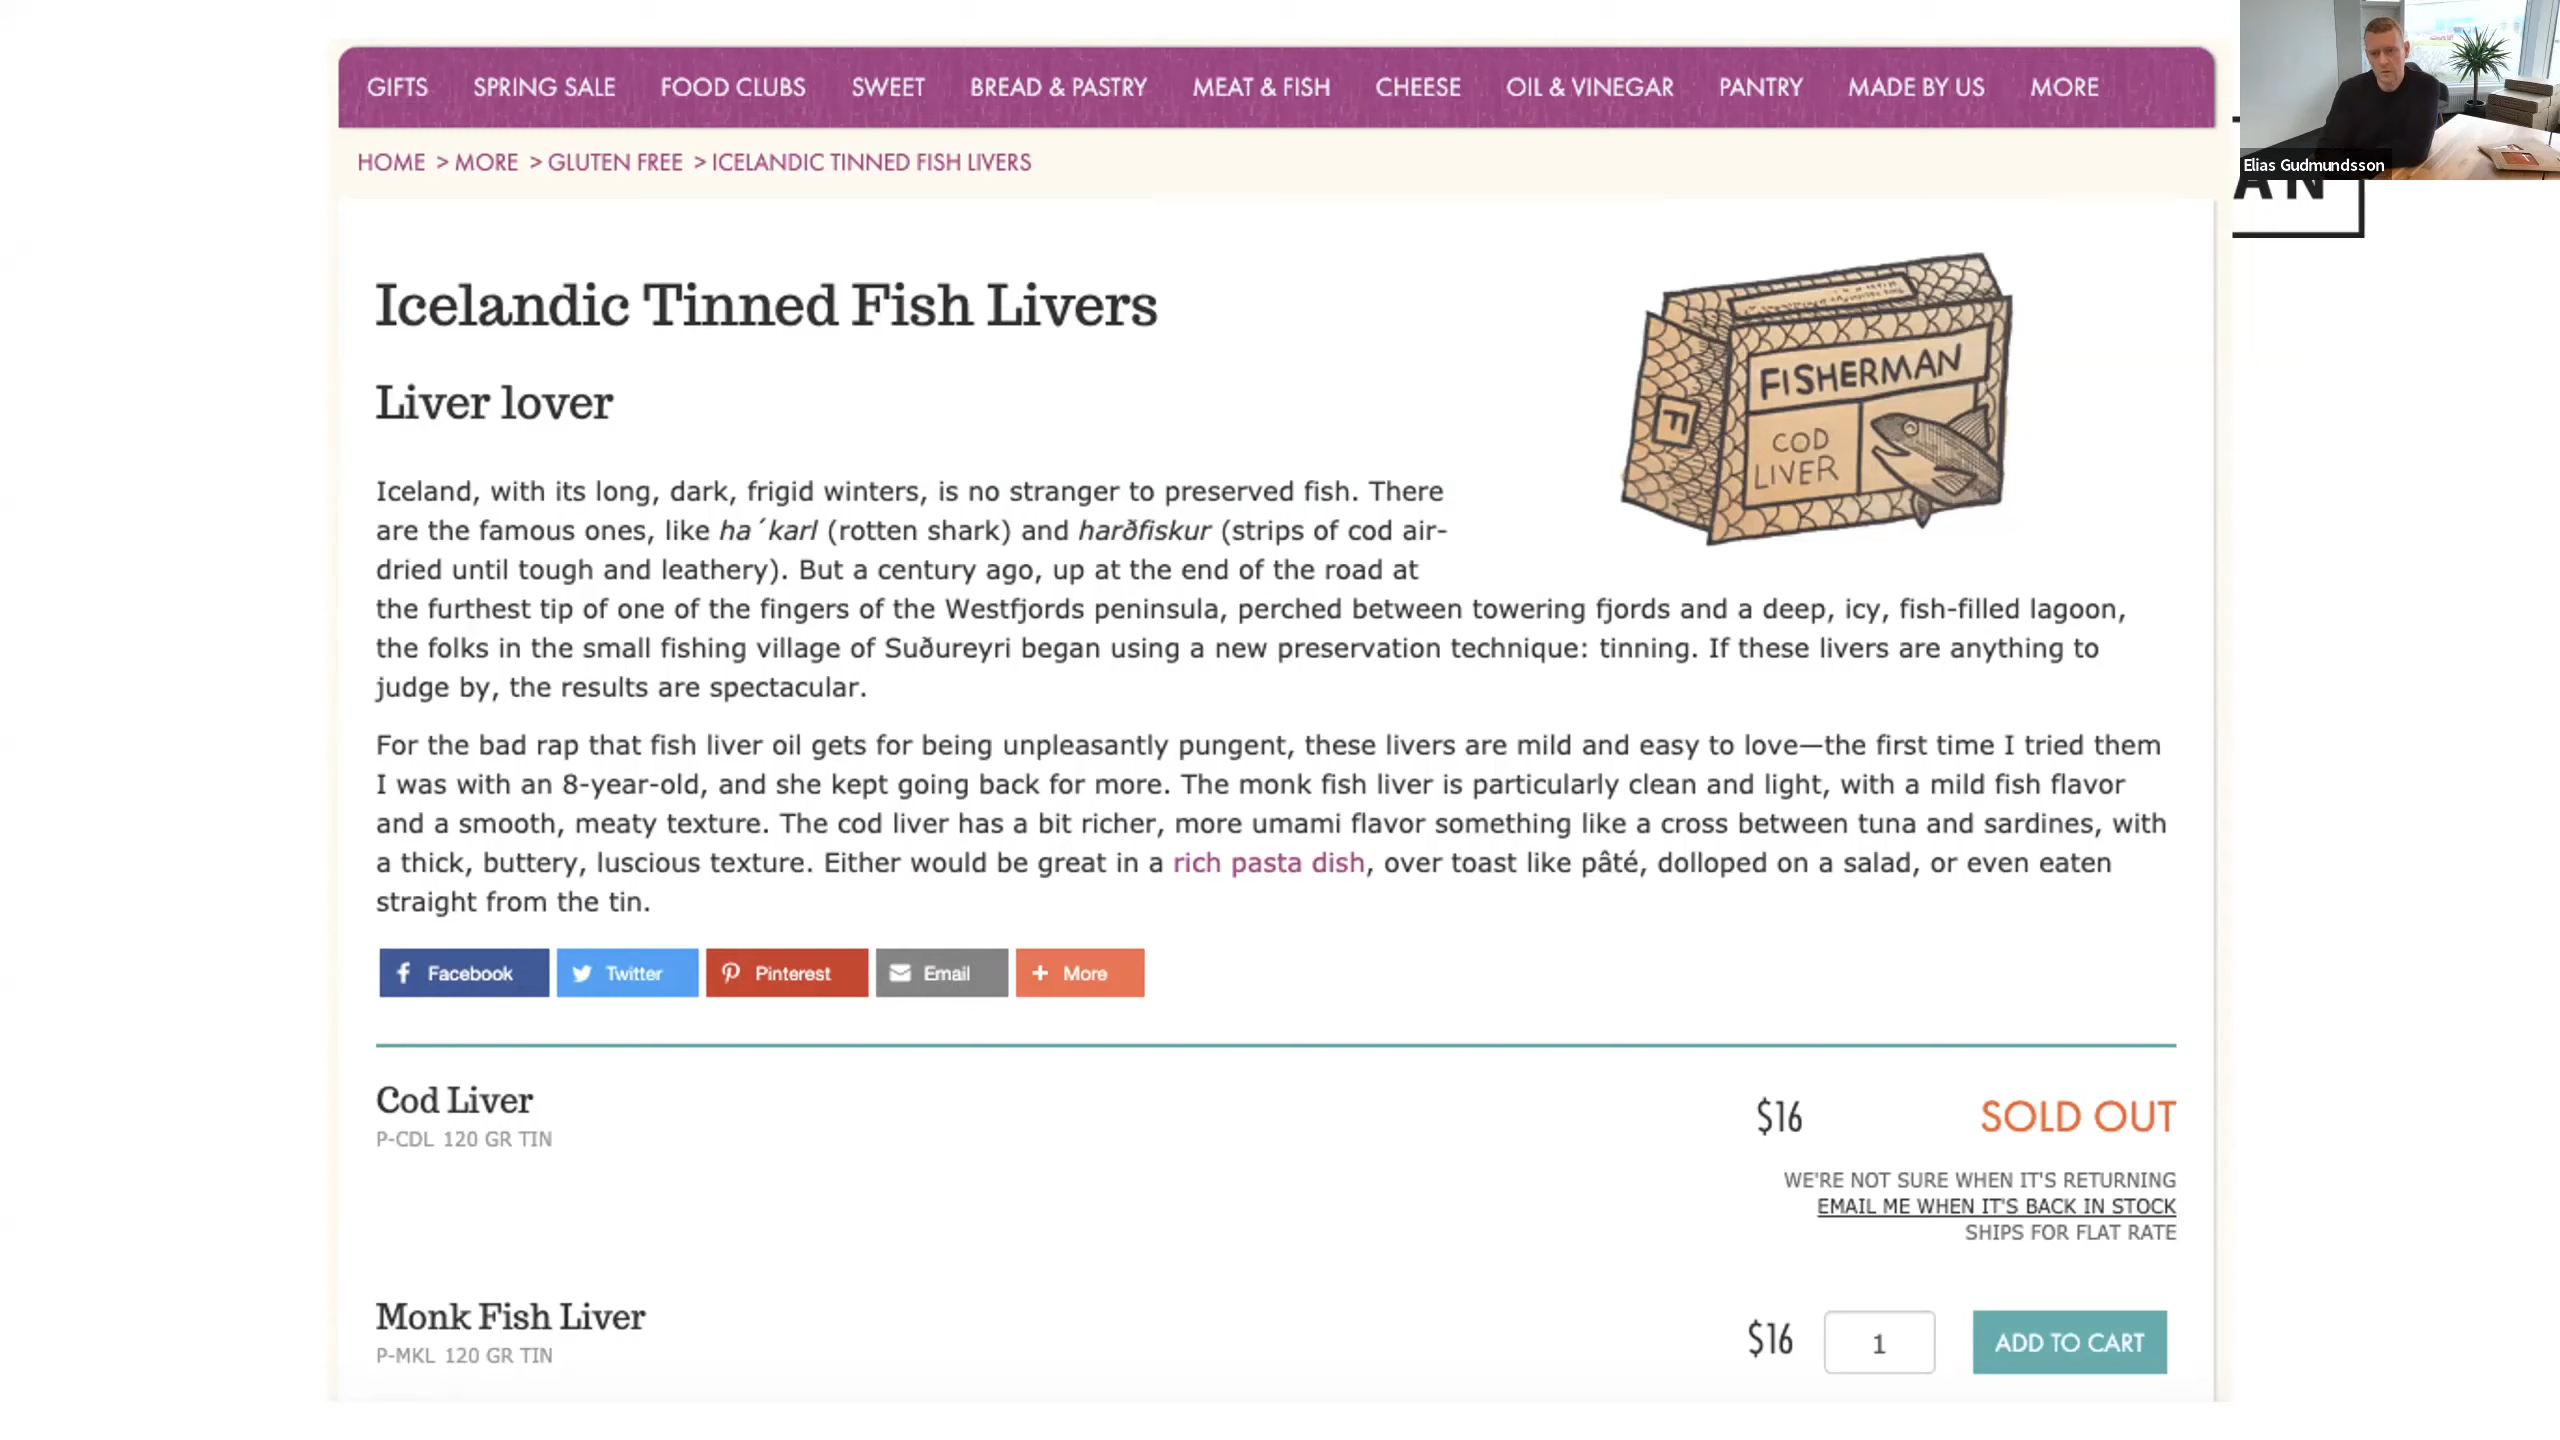 GIFTS SPRING SALE FOOD CLUBS SWEET BREAD & PASTRY MEAT & FISH CHEESE OIL & VINEGAR PANTRY MADE BY US MORE
HOME > MORE > GLUTEN FREE > ICELANDIC TINNED FISH LIVERS
Elias Gudmundsson
AN
Icelandic Tinned Fish Livers
Liver lover
FISHERMAN
F
COD
LIVER
Iceland, with its long, dark, frigid winters, is no stranger to preserved fish. There
are the famous ones, like ha´karl (rotten shark) and harðfiskur (strips of cod air-
dried until tough and leathery). But a century ago, up at the end of the road at
the furthest tip of one of the fingers of the Westfjords peninsula, perched between towering fjords and a deep, icy, fish-filled lagoon,
the folks in the small fishing village of Suðureyri began using a new preservation technique: tinning. If these livers are anything to
judge by, the results are spectacular.
For the bad rap that fish liver oil gets for being unpleasantly pungent, these livers are mild and easy to love—the first time I tried them
I was with an 8-year-old, and she kept going back for more. The monk fish liver is particularly clean and light, with a mild fish flavor
and a smooth, meaty texture. The cod liver has a bit richer, more umami flavor something like a cross between tuna and sardines, with
a thick, buttery, luscious texture. Either would be great in a rich pasta dish, over toast like pâté, dolloped on a salad, or even eaten
straight from the tin.
Facebook Twitter Pinterest Email More
Cod Liver $16 SOLD OUT
P-CDL 120 GR TIN
WE'RE NOT SURE WHEN IT'S RETURNING
EMAIL ME WHEN IT'S BACK IN STOCK
SHIPS FOR FLAT RATE
Monk Fish Liver $16 1 ADD TO CART
P-MKL 120 GR TIN